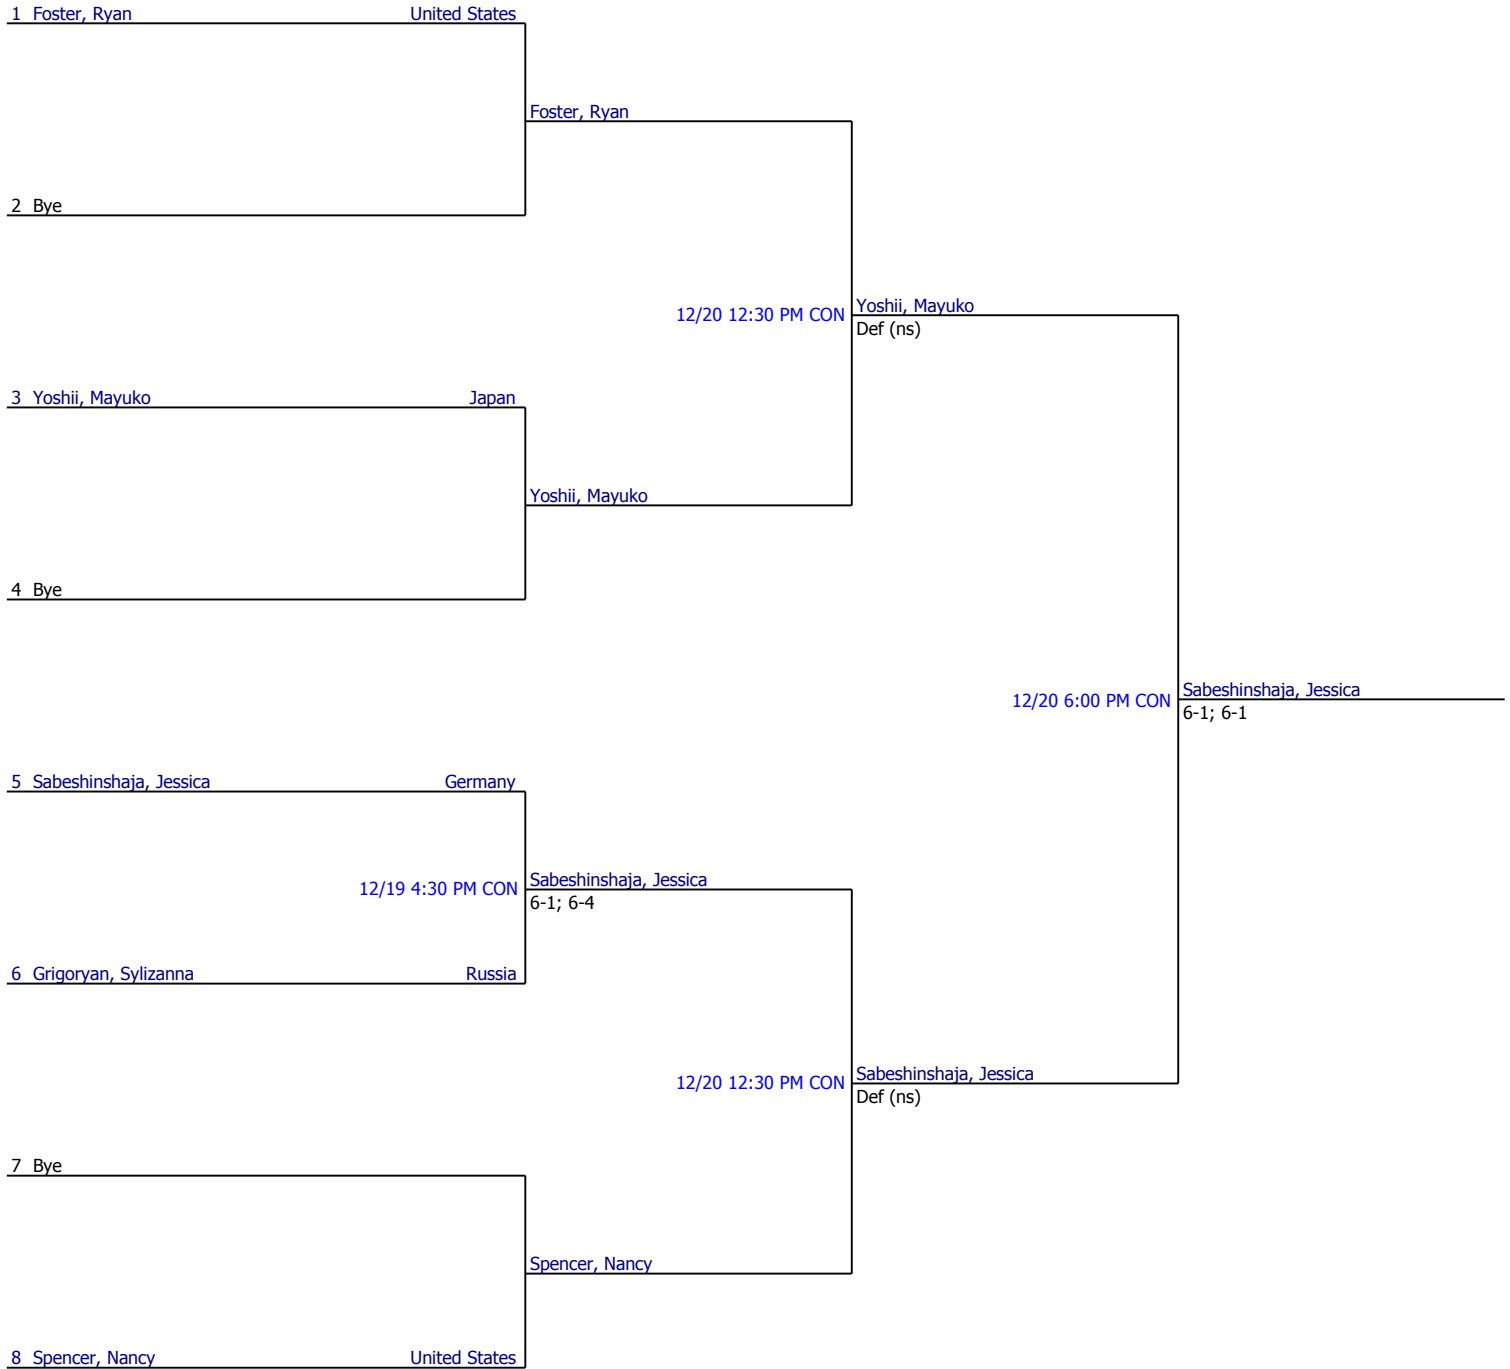 1 Foster, Ryan United States
Foster, Ryan
2 Bye
12/20 12:30 PM CON Yoshii, Mayuko
Def (ns)
3 Yoshii, Mayuko Japan
Yoshii, Mayuko
4 Bye
12/20 6:00 PM CON Sabeshinshaja, Jessica
6-1; 6-1
5 Sabeshinshaja, Jessica Germany
12/19 4:30 PM CON Sabeshinshaja, Jessica
6-1; 6-4
6 Grigoryan, Sylizanna Russia
12/20 12:30 PM CON Sabeshinshaja, Jessica
Def (ns)
7 Bye
Spencer, Nancy
8 Spencer, Nancy United States